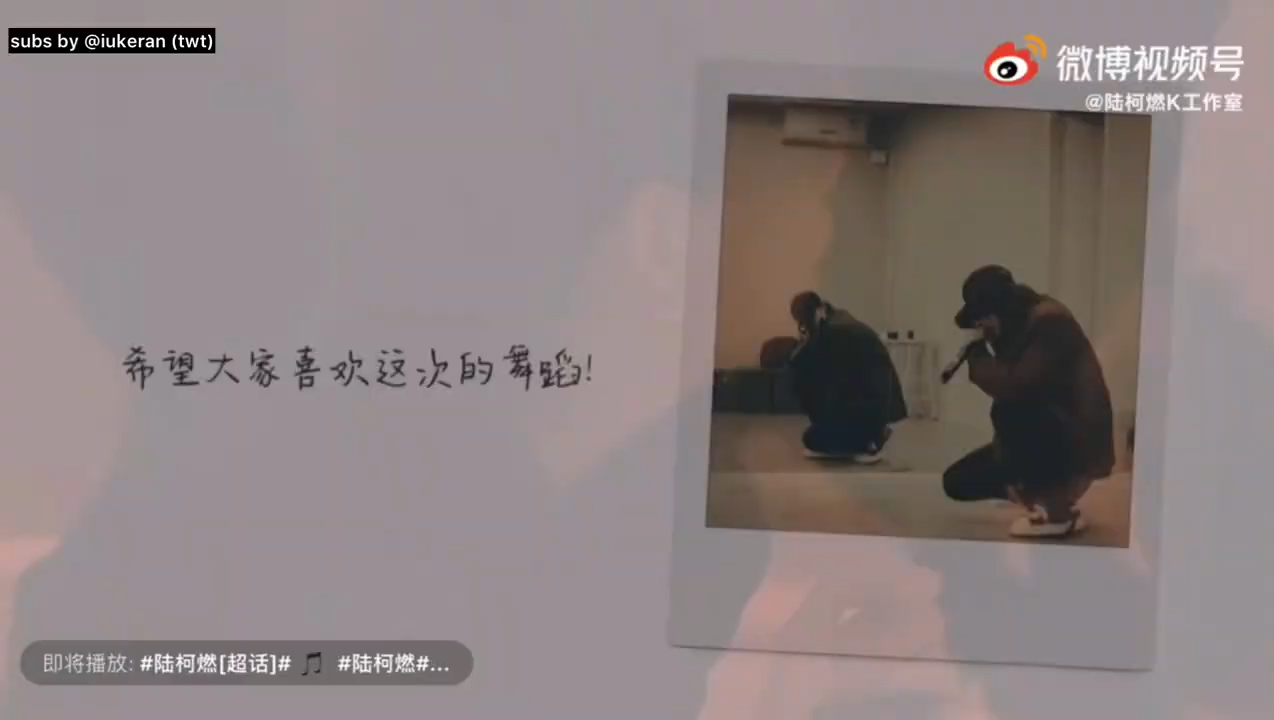 subs by @iukeran (twt)
微博视频号
@陆柯燃K工作室
希望大家喜欢这次的舞蹈!
即将播放: #陆柯燃[超话]# 🎵 #陆柯燃#...